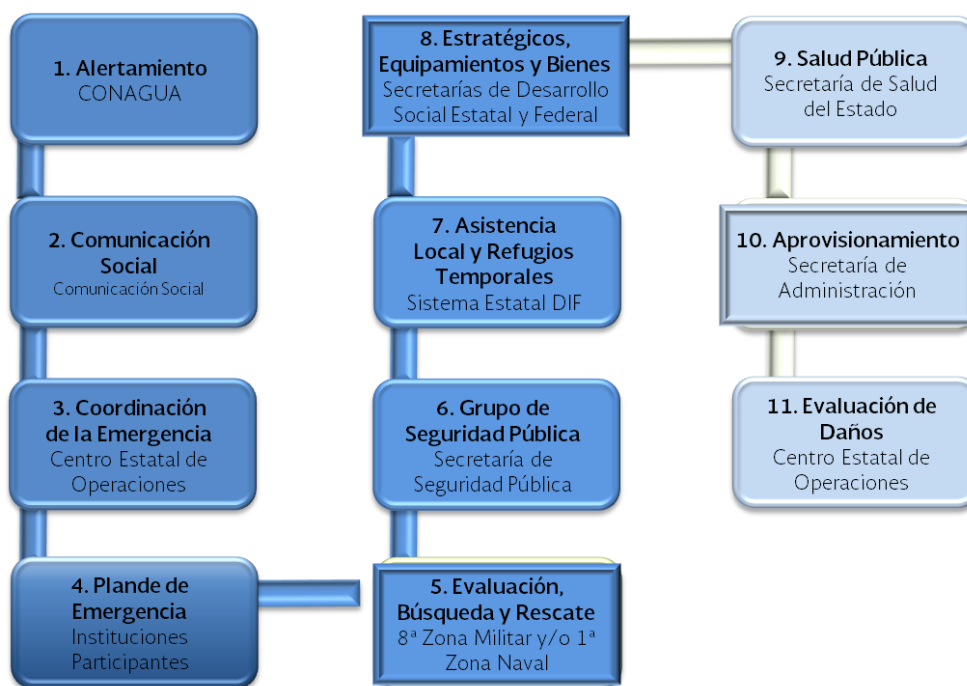 1. Alertamiento
CONAGUA
2. Comunicación
Social
Comunicación Social
3. Coordinación
de la Emergencia
Centro Estatal de
Operaciones
4. Plande de
Emergencia
Instituciones
Participantes
5. Evaluación,
Búsqueda y Rescate
8ª Zona Militar y/o 1ª
Zona Naval
6. Grupo de
Seguridad Pública
Secretaría de
Seguridad Pública
7. Asistencia
Local y Refugios
Temporales
Sistema Estatal DIF
8. Estratégicos,
Equipamientos y Bienes
Secretarías de Desarrollo
Social Estatal y Federal
9. Salud Pública
Secretaría de Salud
del Estado
10. Aprovisionamiento
Secretaría de
Administración
11. Evaluación de
Daños
Centro Estatal de
Operaciones